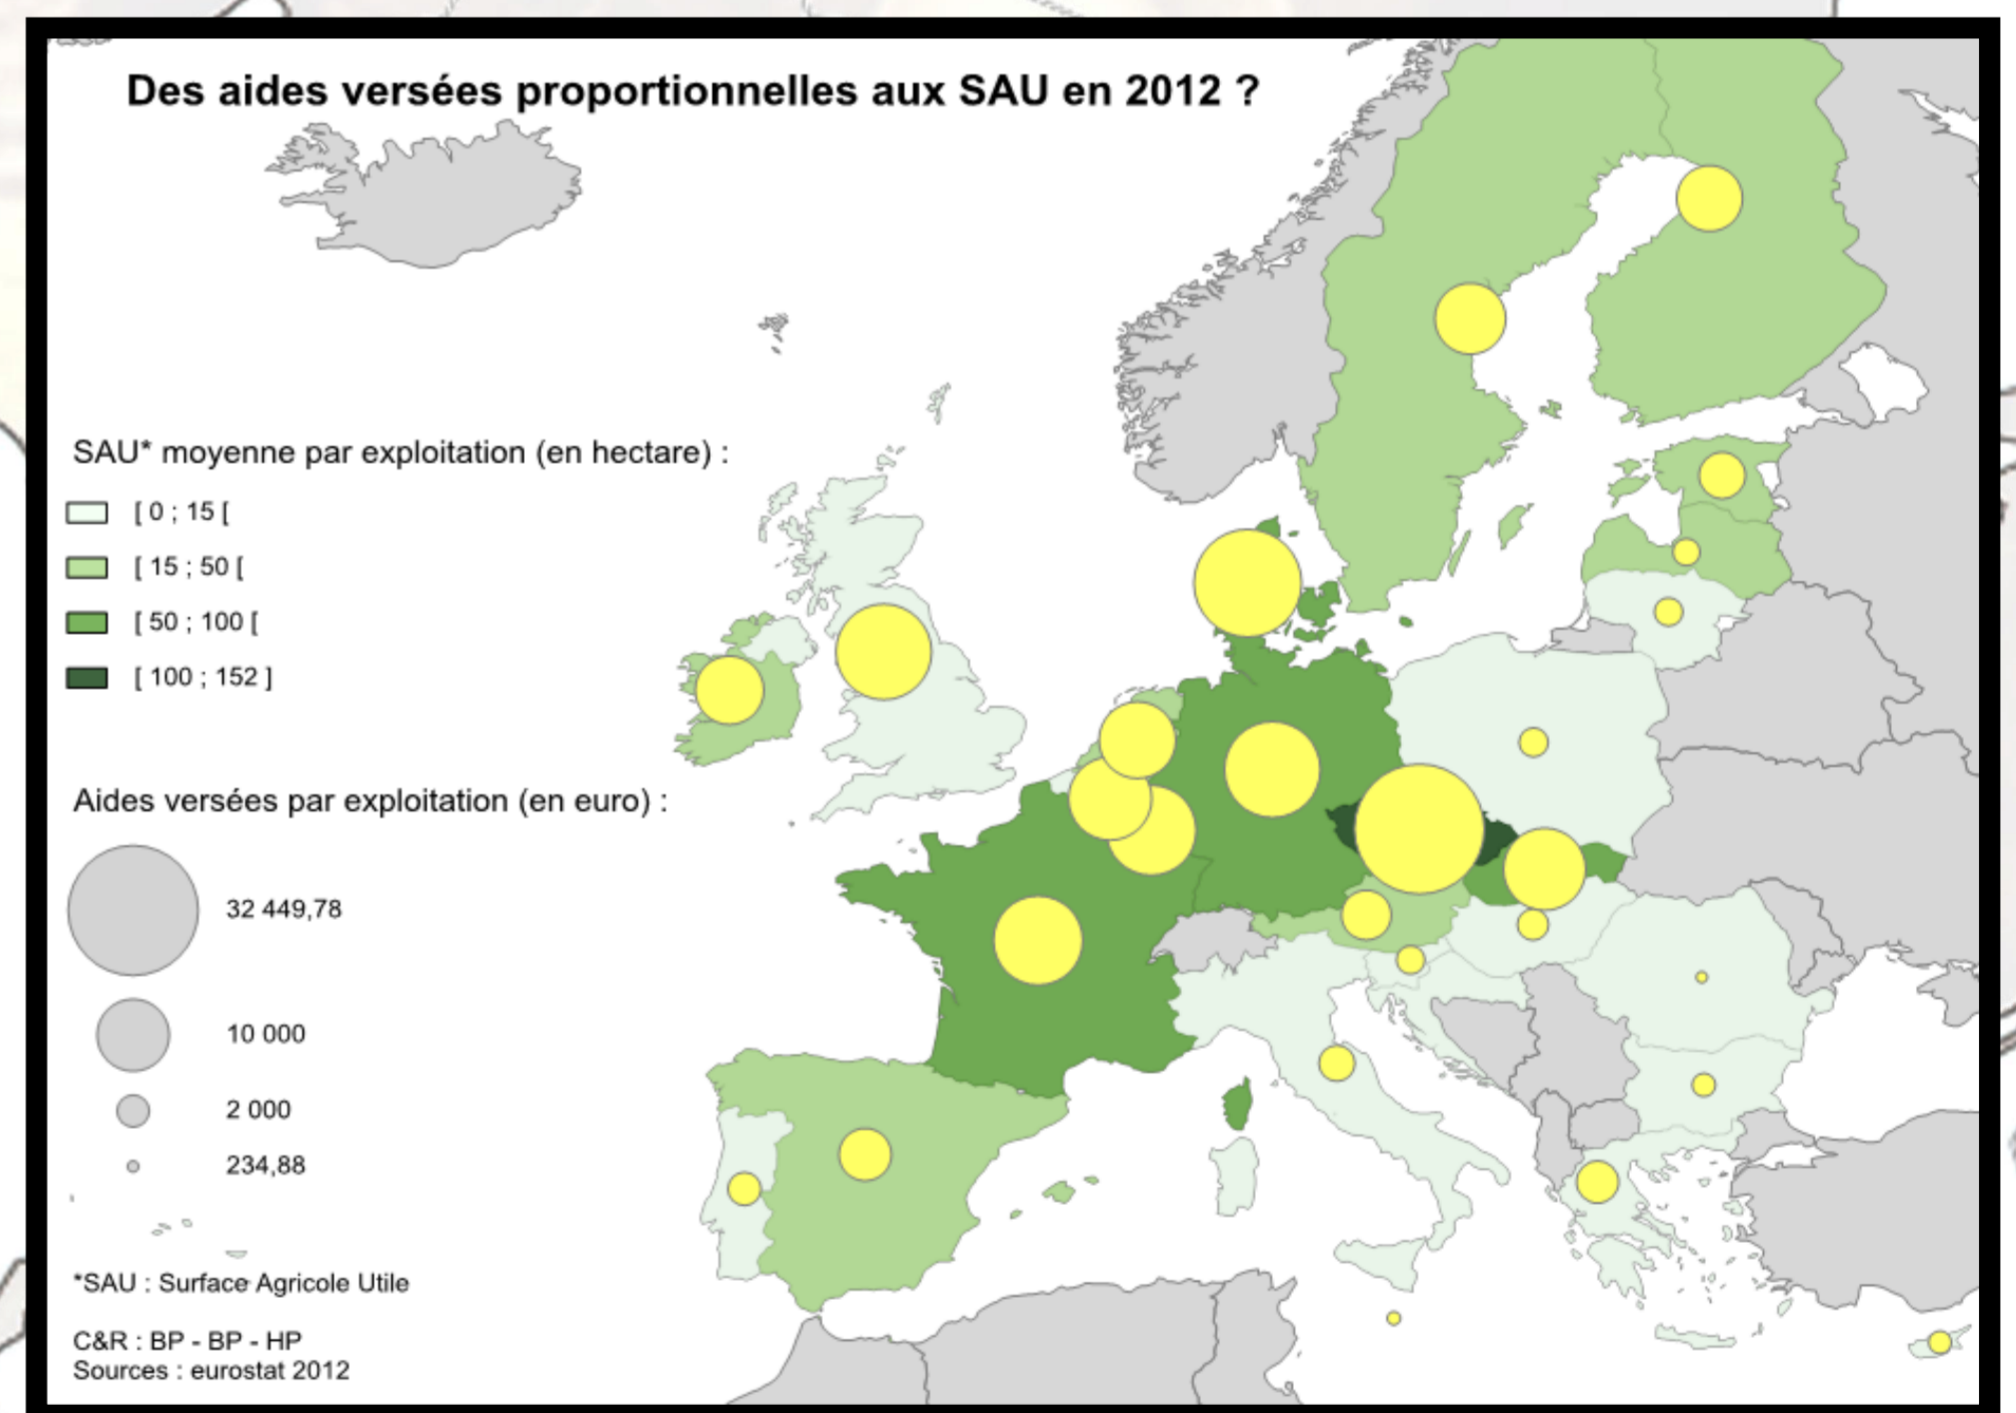 Des aides versées proportionnelles aux SAU en 2012 ?
SAU* moyenne par exploitation (en hectare) :
[ 0 ; 15 [
[ 15 ; 50 [
[ 50 ; 100 [
[ 100 ; 152 ]
Aides versées par exploitation (en euro) :
32 449,78
10 000
2 000
234,88
*SAU : Surface Agricole Utile
C&R : BP - BP - HP
Sources : eurostat 2012